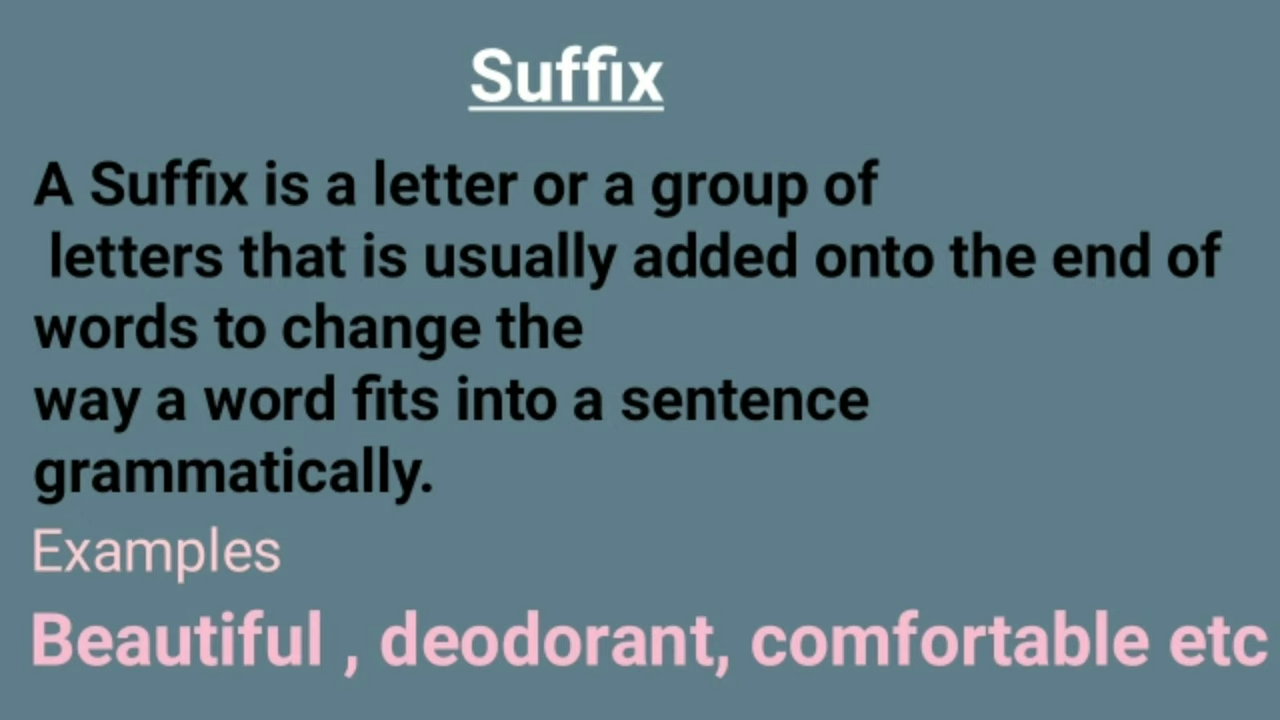 Suffix
A Suffix is a letter or a group of
letters that is usually added onto the end of
words to change the
way a word fits into a sentence
grammatically.
Examples
Beautiful , deodorant, comfortable etc